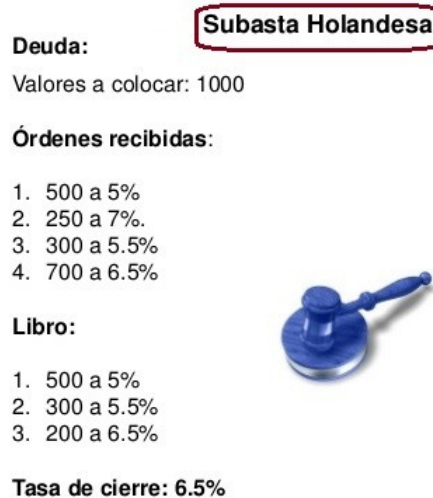 Subasta Holandesa
Deuda:
Valores a colocar: 1000
Órdenes recibidas:
1. 500 a 5%
2. 250 a 7%.
3. 300 a 5.5%
4. 700 a 6.5%
Libro:
1. 500 a 5%
2. 300 a 5.5%
3. 200 a 6.5%
Tasa de cierre: 6.5%